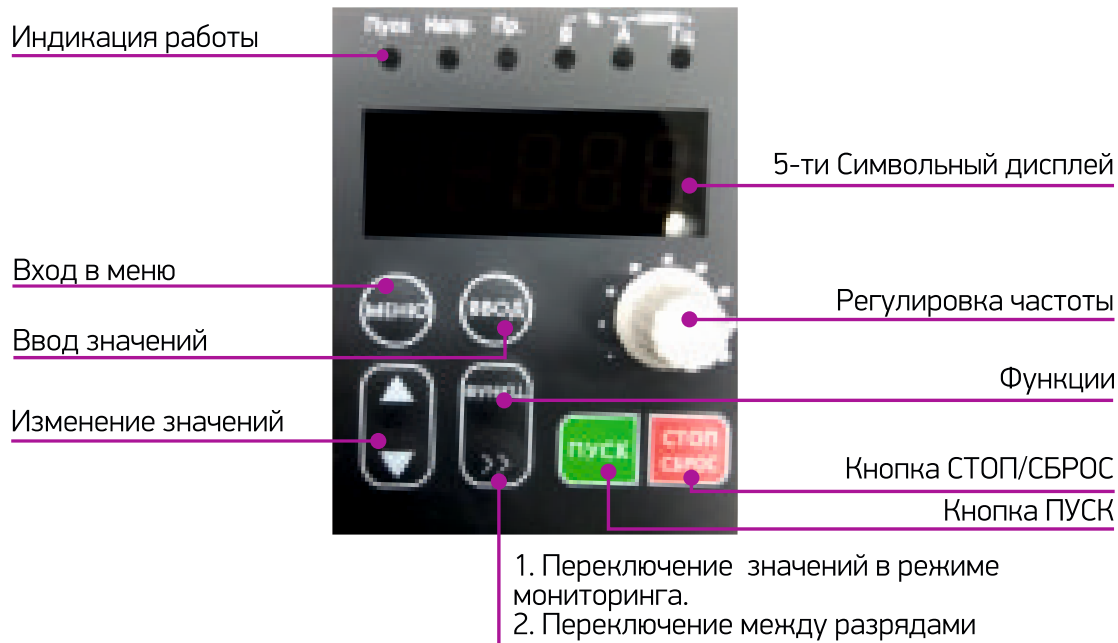 Индикация работы
Пуск Напр. Пр. В % А Гц
5-ти Символьный дисплей
Вход в меню
МЕНЮ ВВОД
Регулировка частоты
Ввод значений
Функции
Изменение значений
>>
ПУСК
СТОП
СБРОС
Кнопка СТОП/СБРОС
Кнопка ПУСК
1. Переключение значений в режиме
мониторинга.
2. Переключение между разрядами